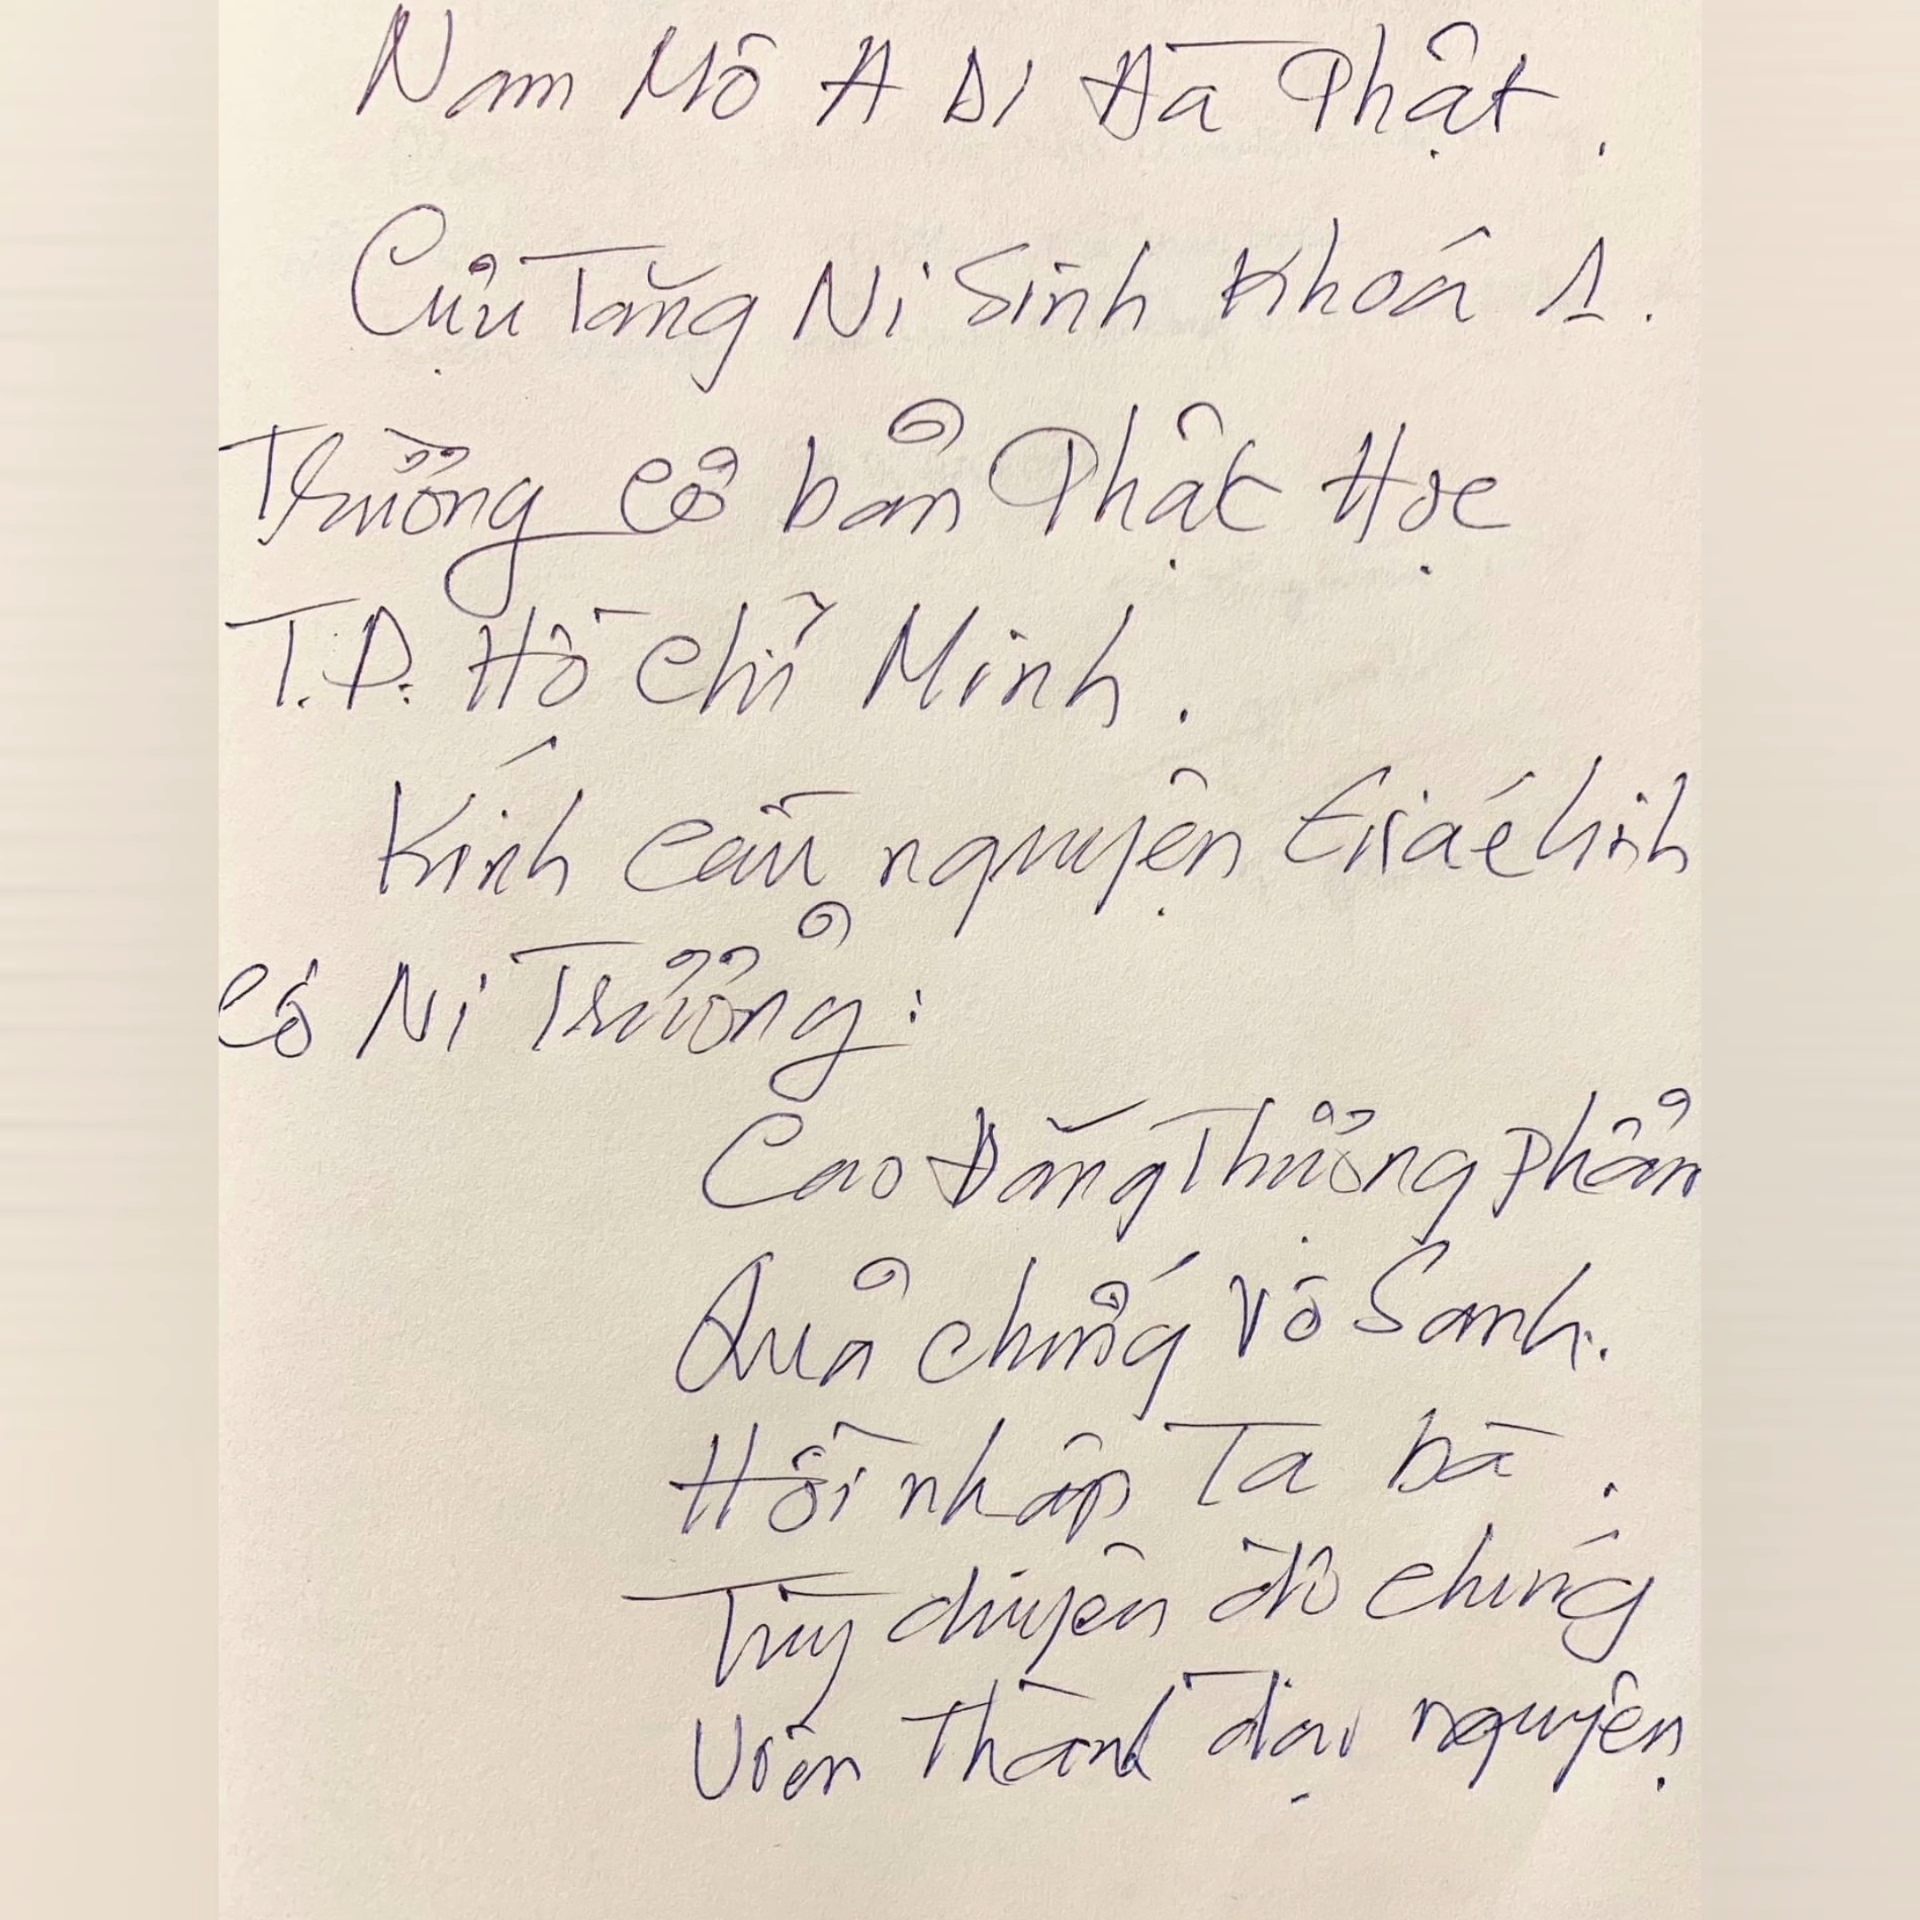 Nam Mô A Di Đà Phật.
Cựu Tăng Ni Sinh Khoá 1.
Trường Cơ bản Phật Học
T.P. Hồ Chí Minh.
Kính cầu nguyện Giác linh
Cố Ni Trưởng:
Cao Đăng Thượng phẩm
Quả chứng Vô Sanh.
Hồi nhập Ta bà.
Tùy duyên độ chúng
Viên Thành đại nguyện.